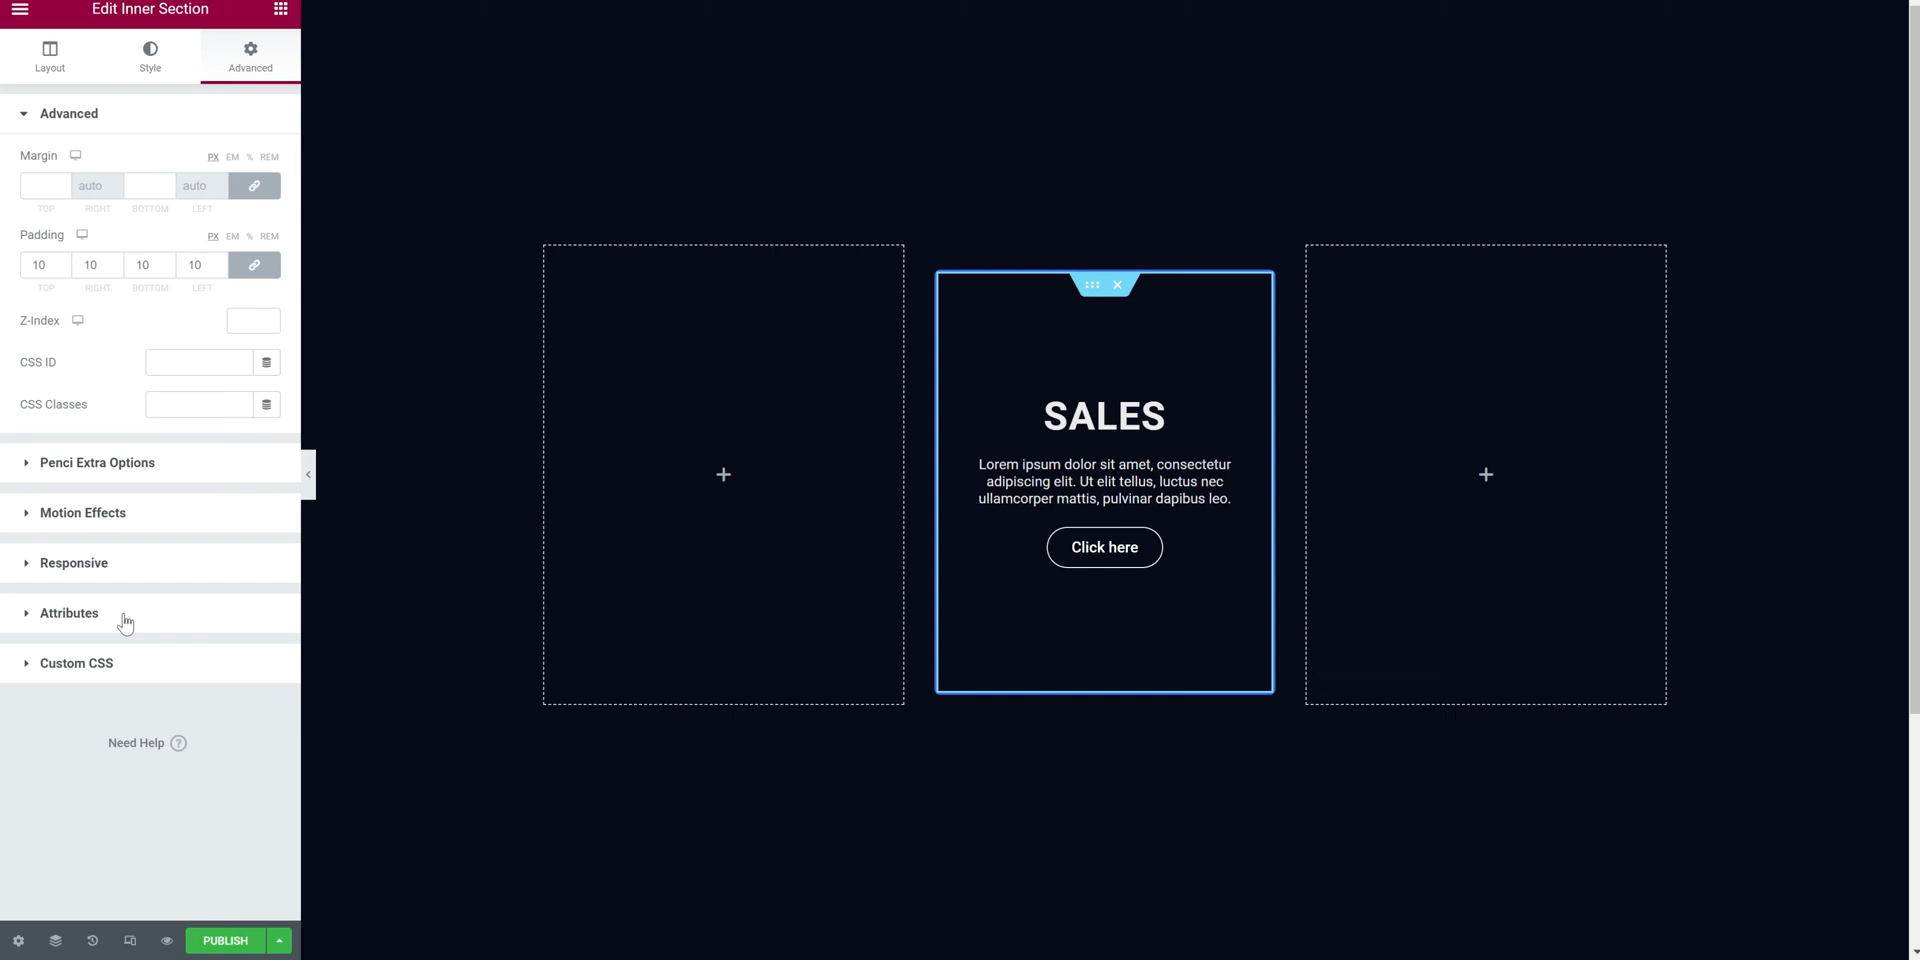 Edit Inner Section
Layout
Style
Advanced
Advanced
Margin
PX EM % REM
auto
auto
TOP RIGHT BOTTOM LEFT
Padding
PX EM % REM
10 10 10 10
TOP RIGHT BOTTOM LEFT
Z-Index
CSS ID
CSS Classes
Penci Extra Options
Motion Effects
Responsive
Attributes
Custom CSS
Need Help ?
PUBLISH
SALES
Lorem ipsum dolor sit amet, consectetur
adipiscing elit. Ut elit tellus, luctus nec
ullamcorper mattis, pulvinar dapibus leo.
Click here